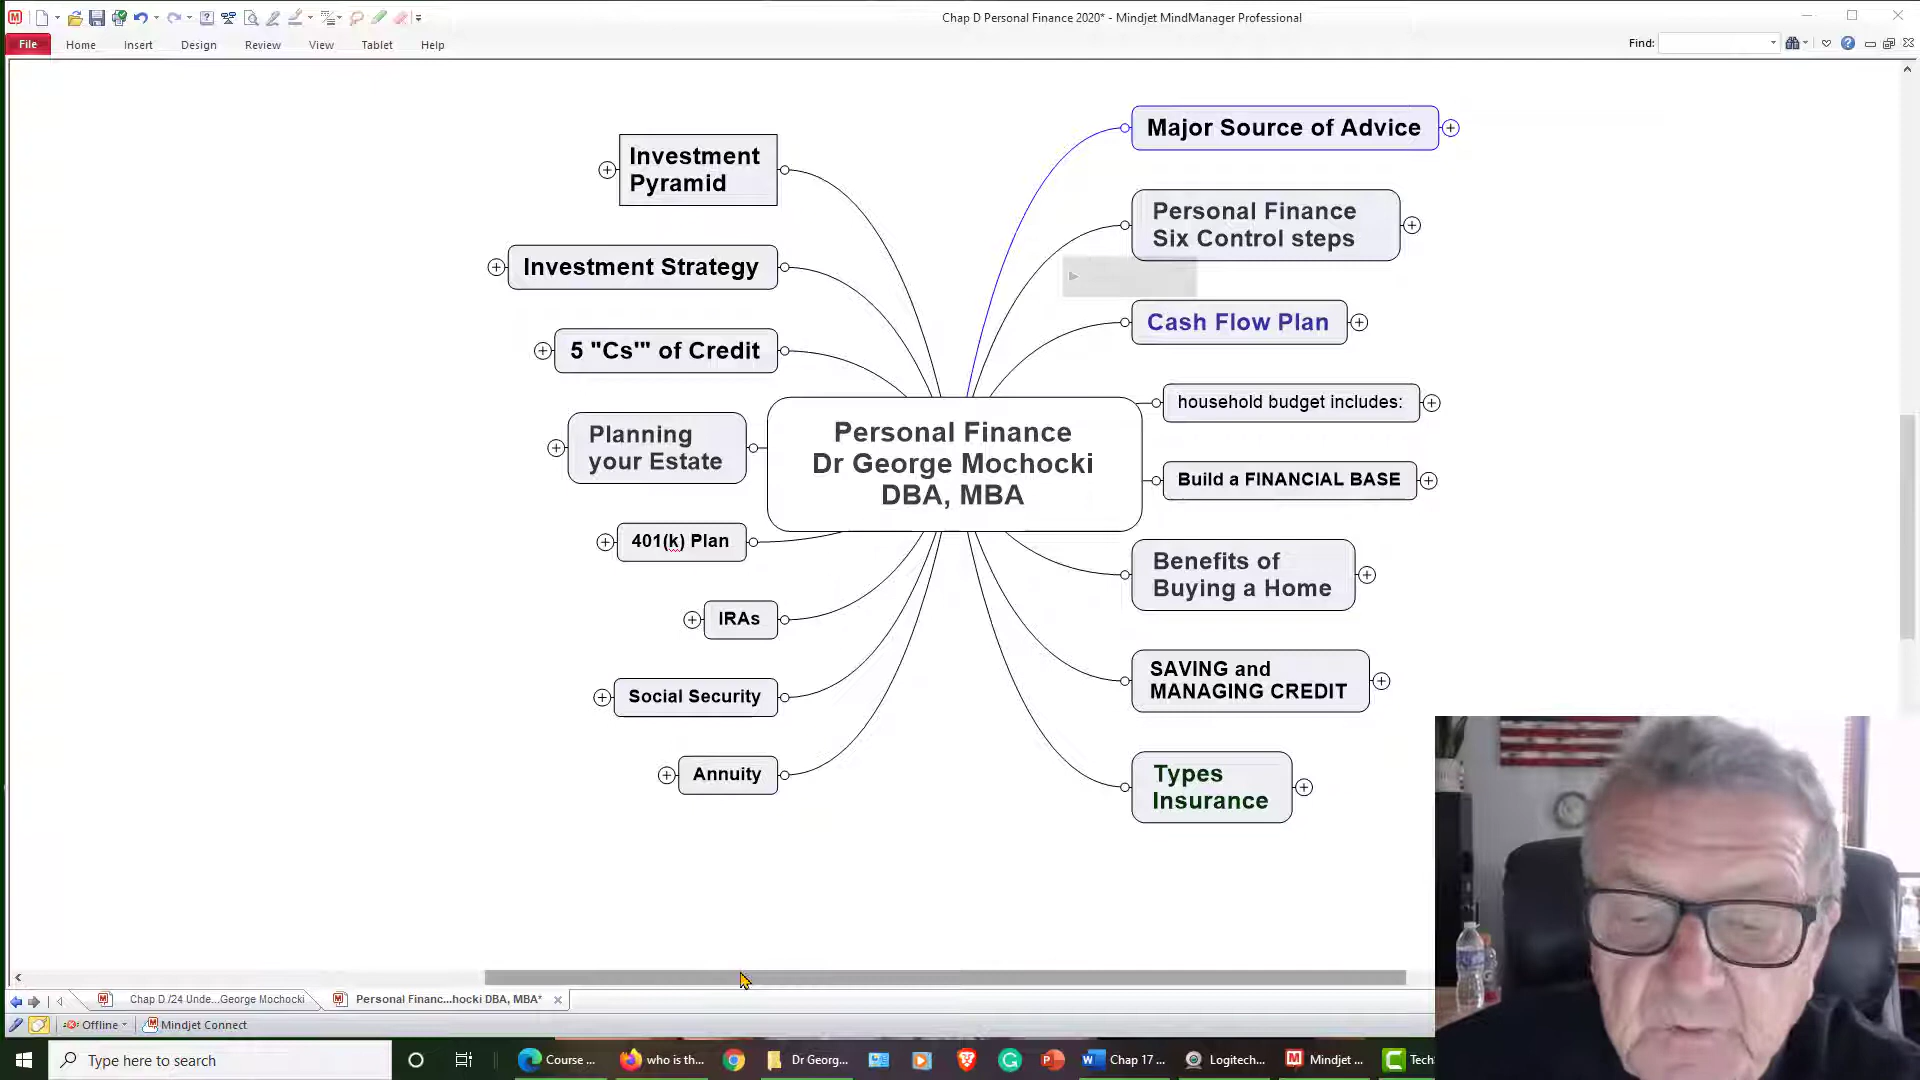 Chap D Personal Finance 2020* - Mindjet MindManager Professional
File Home Insert Design Review View Tablet Help
Find:
Major Source of Advice
Investment
Pyramid
Personal Finance
Six Control steps
Investment Strategy
Cash Flow Plan
5 "Cs'" of Credit
household budget includes:
Planning
your Estate
Personal Finance
Dr George Mochocki
DBA, MBA
Build a FINANCIAL BASE
401(k) Plan
Benefits of
Buying a Home
IRAs
SAVING and
MANAGING CREDIT
Social Security
Annuity
Types
Insurance
Chap D /24 Unde...George Mochocki
Personal Financ...hocki DBA, MBA*
Offline
Mindjet Connect
Type here to search
Course ...
who is th...
Dr Georg...
Chap 17 ...
Logitech...
Mindjet ...
Tech